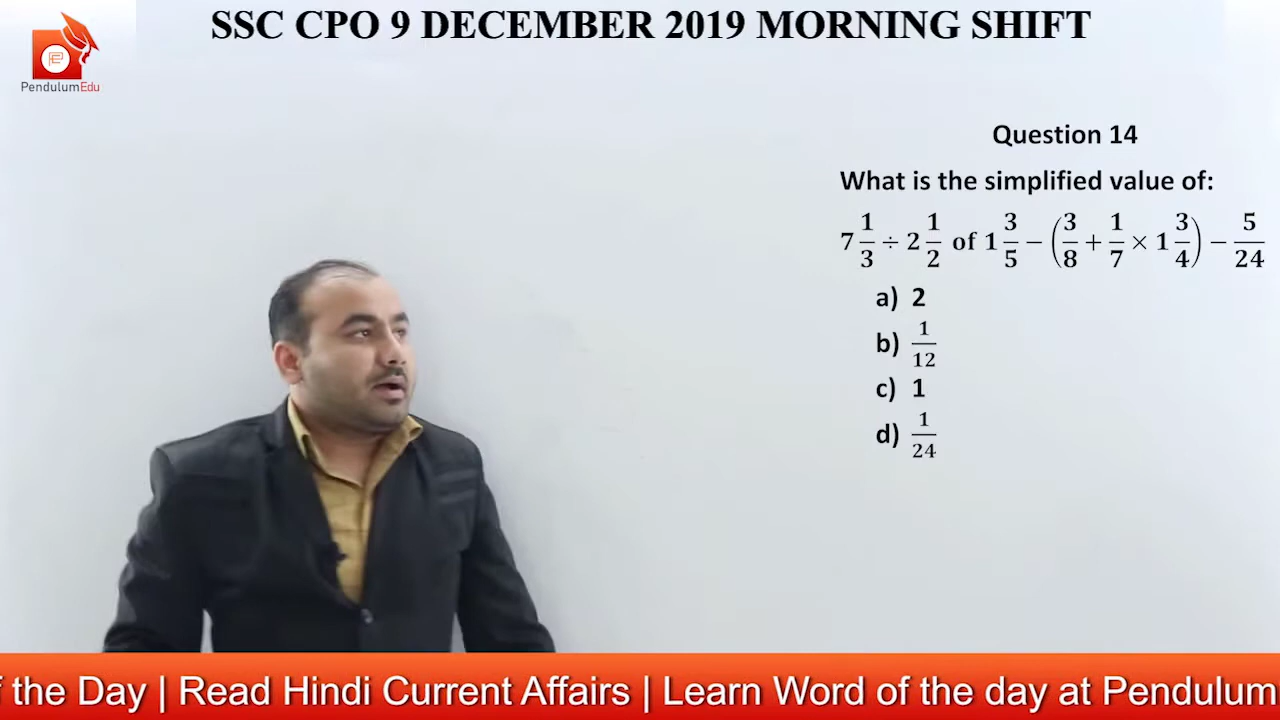 SSC CPO 9 DECEMBER 2019 MORNING SHIFT
PE
PendulumEdu
Question 14
What is the simplified value of:
7 1/3 ÷ 2 1/2 of 1 3/5 − (3/8 + 1/7 × 1 3/4) − 5/24
a) 2
b) 1/12
c) 1
d) 1/24
f the Day | Read Hindi Current Affairs | Learn Word of the day at Pendulum